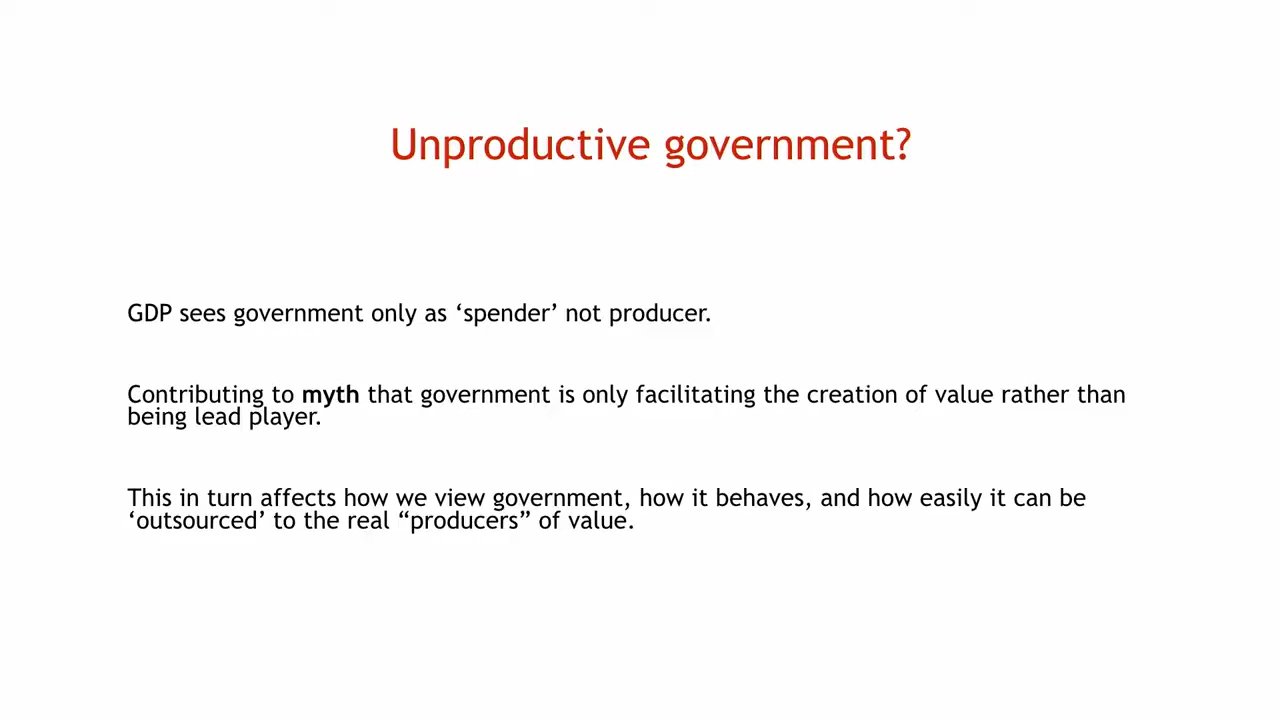 Unproductive government?
GDP sees government only as ‘spender’ not producer.
Contributing to myth that government is only facilitating the creation of value rather than
being lead player.
This in turn affects how we view government, how it behaves, and how easily it can be
‘outsourced’ to the real “producers” of value.